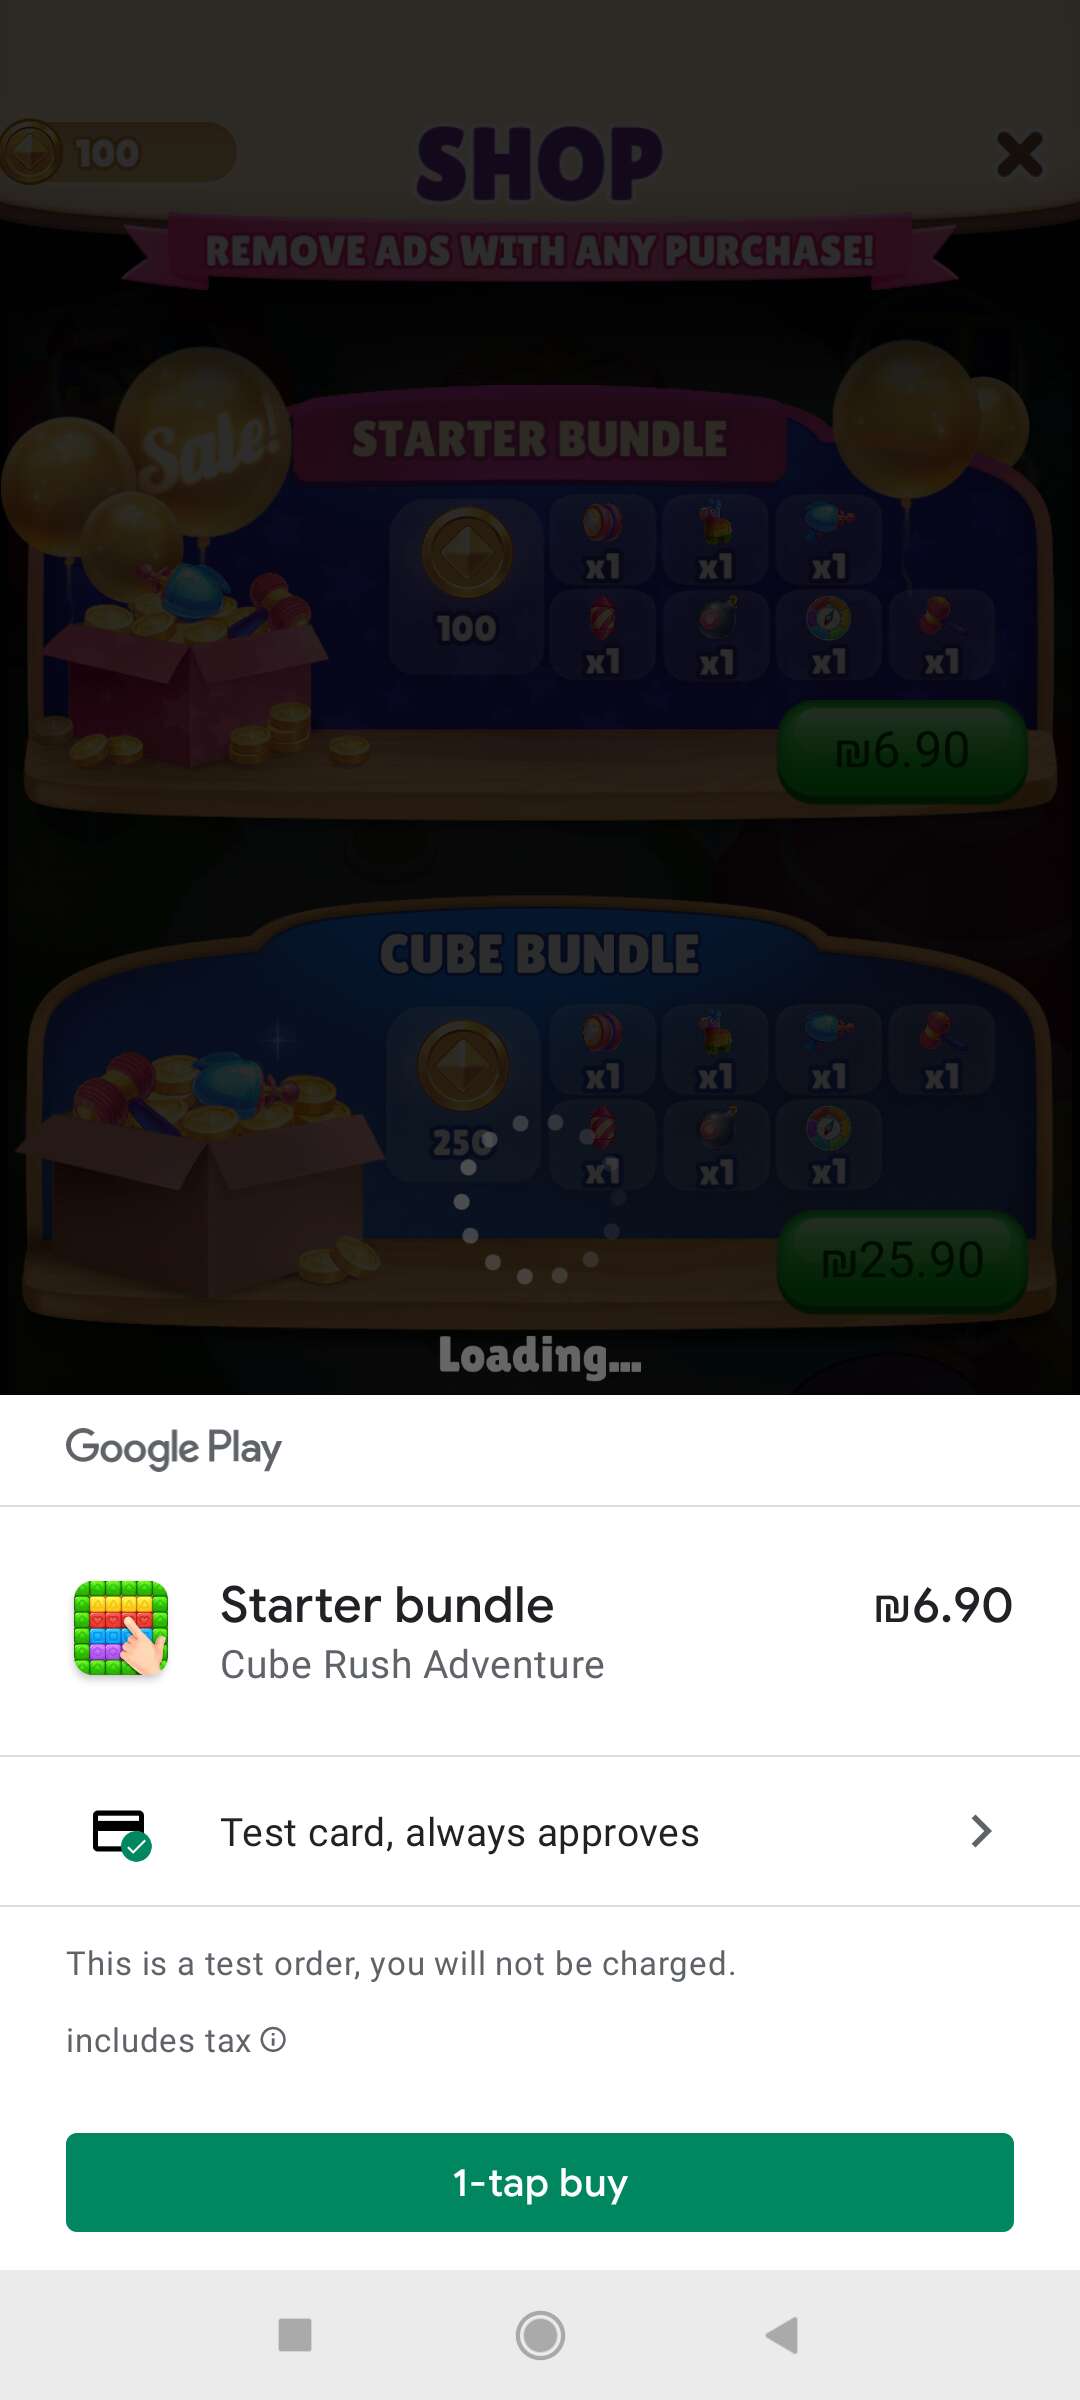 100
SHOP
REMOVE ADS WITH ANY PURCHASE!
Sale!
STARTER BUNDLE
100
x1 x1 x1
x1 x1 x1 x1
₪6.90
CUBE BUNDLE
250
x1 x1 x1 x1
x1 x1 x1
₪25.90
Loading...
Google Play
Starter bundle ₪6.90
Cube Rush Adventure
Test card, always approves
This is a test order, you will not be charged.
includes tax
1-tap buy